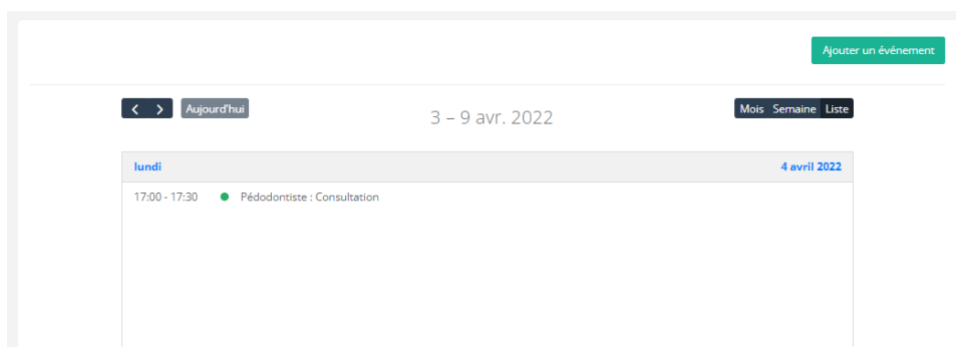 Ajouter un événement
Aujourd'hui
3 – 9 avr. 2022
Mois Semaine Liste
lundi 4 avril 2022
17:00 - 17:30 Pédodontiste : Consultation